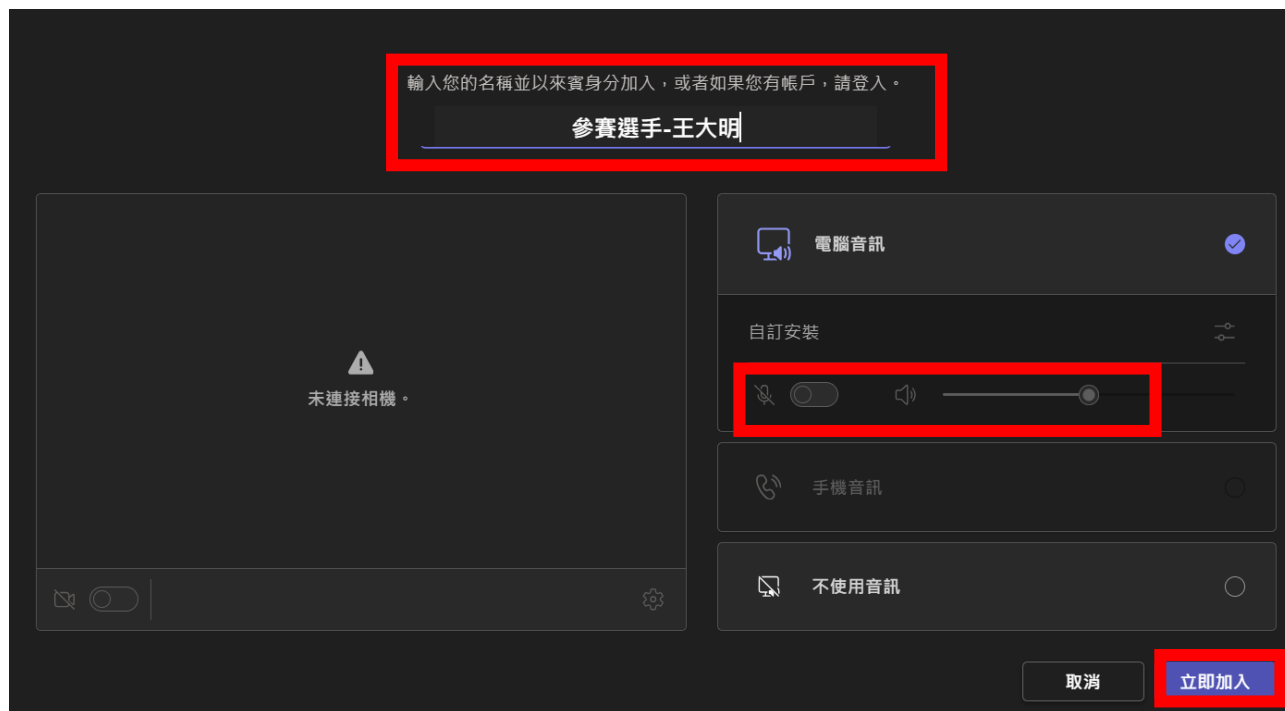 輸入您的名稱並以來賓身分加入，或者如果您有帳戶，請登入。
參賽選手-王大明
電腦音訊
自訂安裝
未連接相機。
手機音訊
不使用音訊
取消
立即加入